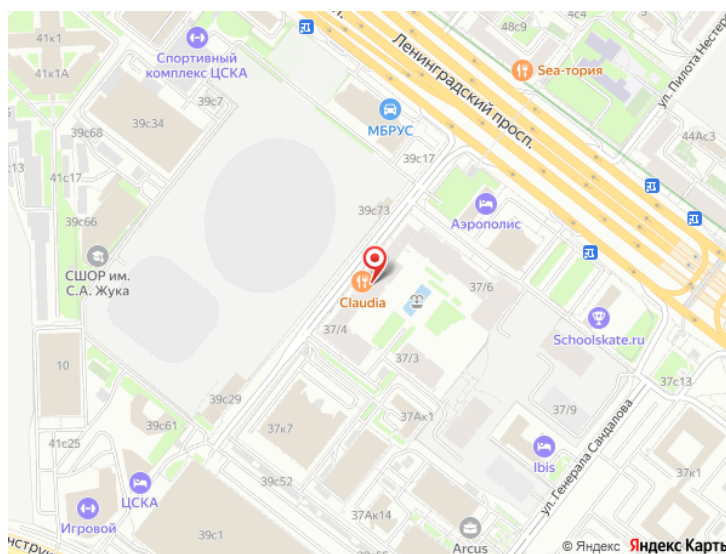 41к1
Спортивный
комплекс ЦСКА
41к1А
39с7
39с68
39с34
41с13
41с17
39с66
СШОР им.
С.А. Жука
10
41с25
39с61
39с29
ЦСКА
Игровой
39с1
39с52
37к7
37Ак14
37Ак1
37/4
37/3
Claudia
39с73
МБРУС
39с17
Ленинградский просп.
48с9
4с5
Sea-тория
ул. Пилота Нестер
44Ас3
Аэрополис
37/6
Schoolskate.ru
37с13
37/9
Ibis
ул. Генерала Сандалова
37к1
Arcus
© Яндекс Яндекс Карты